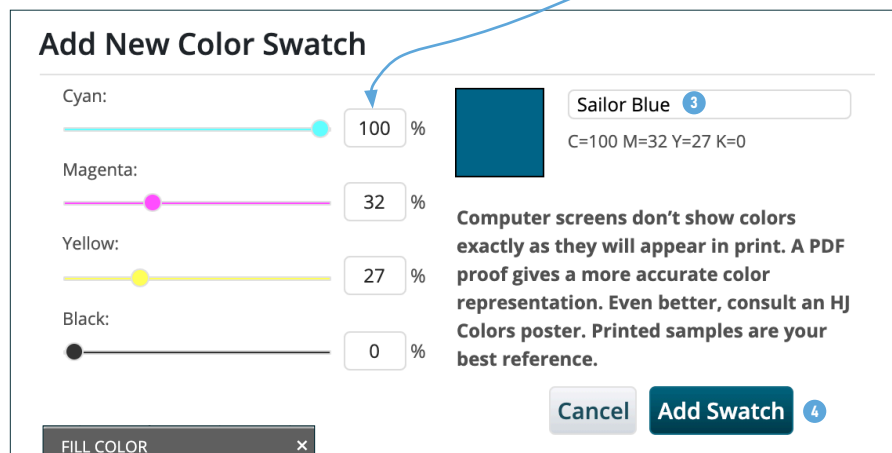 Add New Color Swatch
Cyan:
100 %
Magenta:
32 %
Yellow:
27 %
Black:
0 %
Sailor Blue 3
C=100 M=32 Y=27 K=0
Computer screens don’t show colors
exactly as they will appear in print. A PDF
proof gives a more accurate color
representation. Even better, consult an HJ
Colors poster. Printed samples are your
best reference.
Cancel Add Swatch 4
FILL COLOR ×